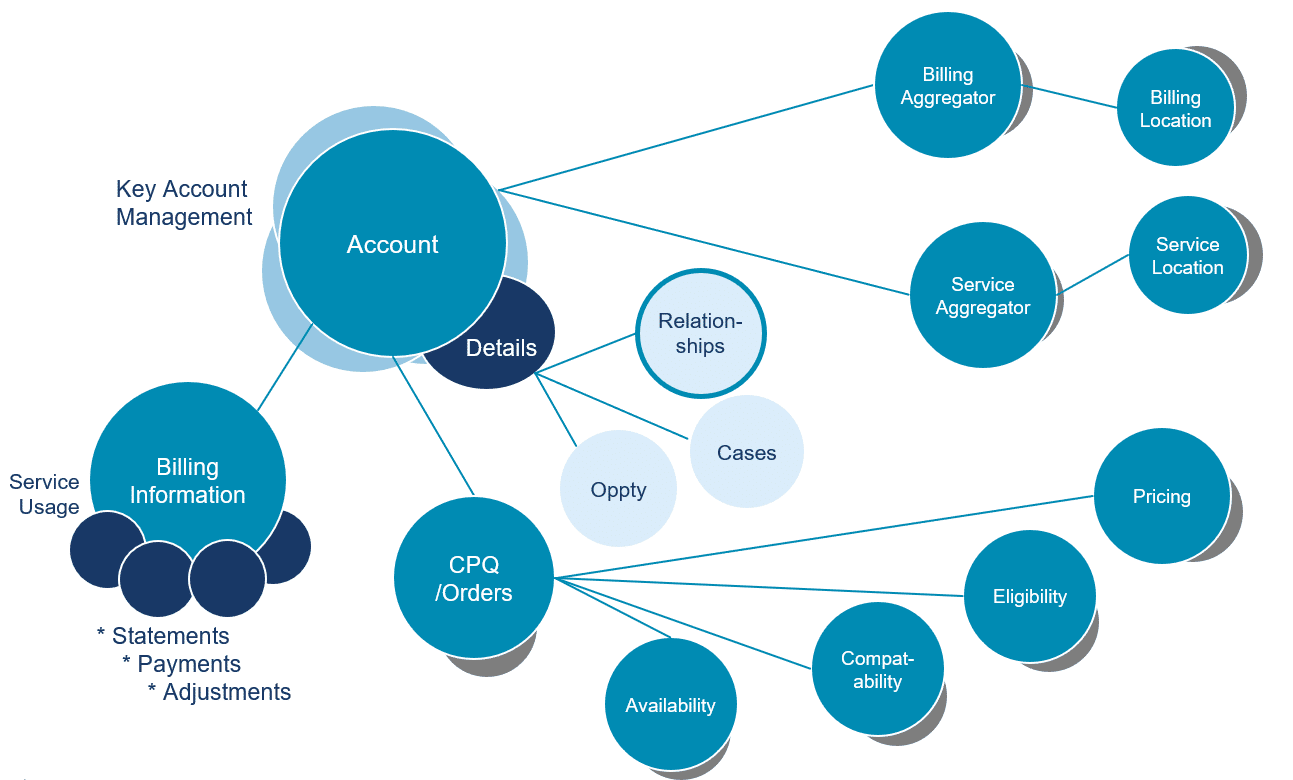 Billing
Aggregator
Billing
Location
Key Account
Management
Account
Service
Location
Service
Aggregator
Relation-
ships
Details
Cases
Billing
Information
Service
Usage
Oppty
Pricing
CPQ
/Orders
Eligibility
Compat-
ability
Availability
* Statements
* Payments
* Adjustments